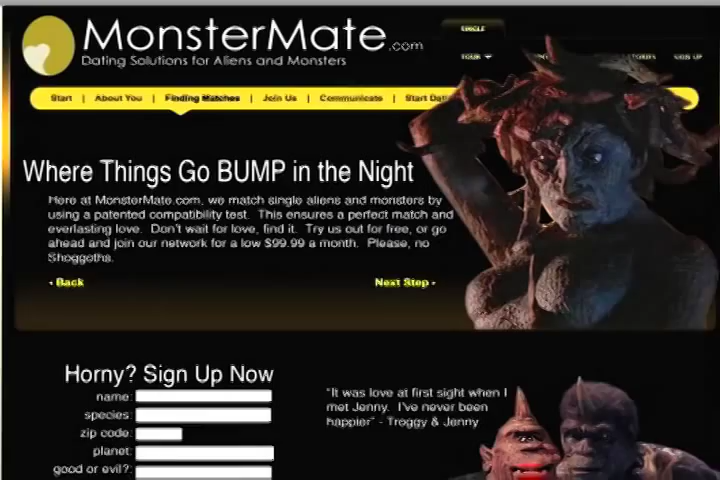 MonsterMate.com
Dating Solutions for Aliens and Monsters
TOUR
SIGN UP
Start | About You | Finding Matches | Join Us | Communicate | Start
Where Things Go BUMP in the Night
Here at MonsterMate.com, we match single aliens and monsters by
using a patented compatibility test. This ensures a perfect match and
everlasting love. Don't wait for love, find it. Try us out for free, or go
ahead and join our network for a low $99.99 a month. Please, no
Shoggoths.
Back
Next Step
Horny? Sign Up Now
name:
species:
zip code:
planet:
good or evil?:
"It was love at first sight when I
met Jenny. I've never been
happier" - Treggy & Jenny